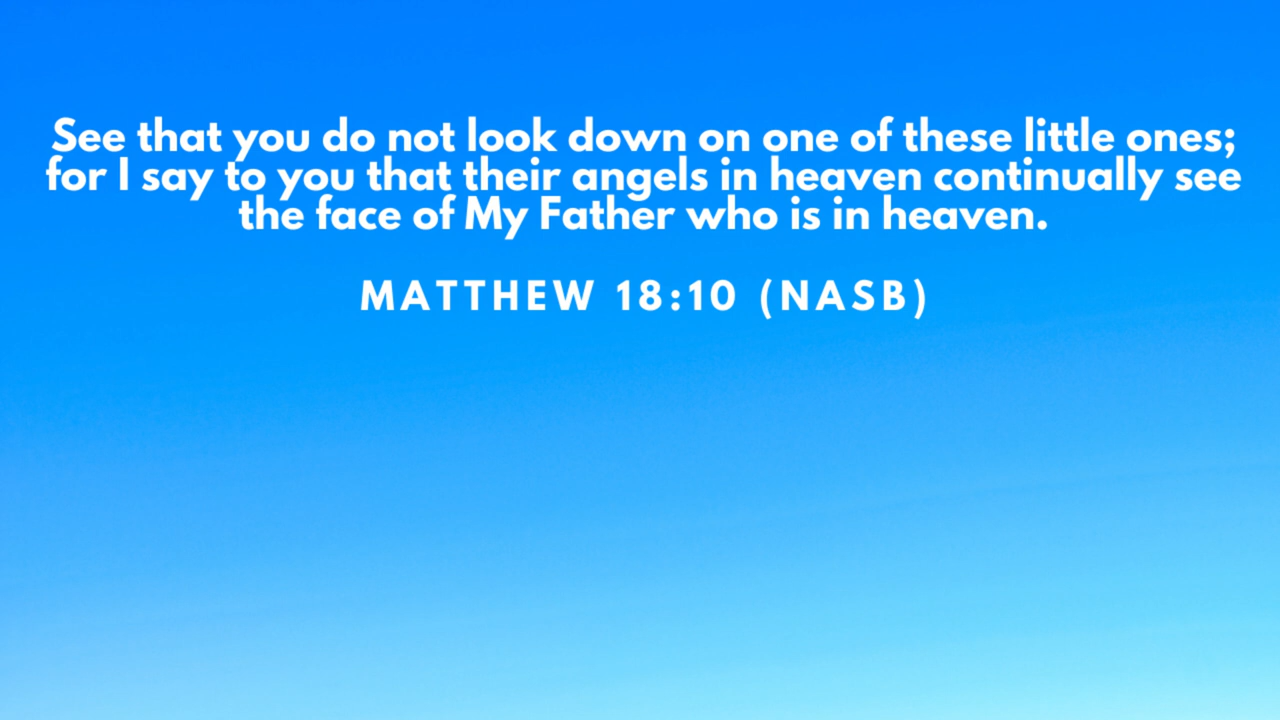 See that you do not look down on one of these little ones;
for I say to you that their angels in heaven continually see
the face of My Father who is in heaven.
MATTHEW 18:10 (NASB)